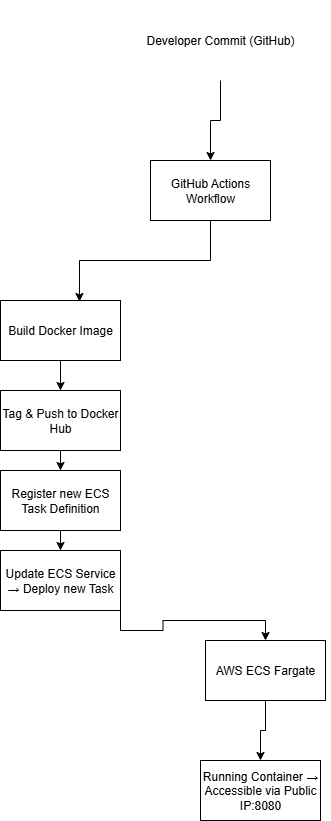 Developer Commit (GitHub)
GitHub Actions
Workflow
Build Docker Image
Tag & Push to Docker
Hub
Register new ECS
Task Definition
Update ECS Service
→ Deploy new Task
AWS ECS Fargate
Running Container →
Accessible via Public
IP:8080